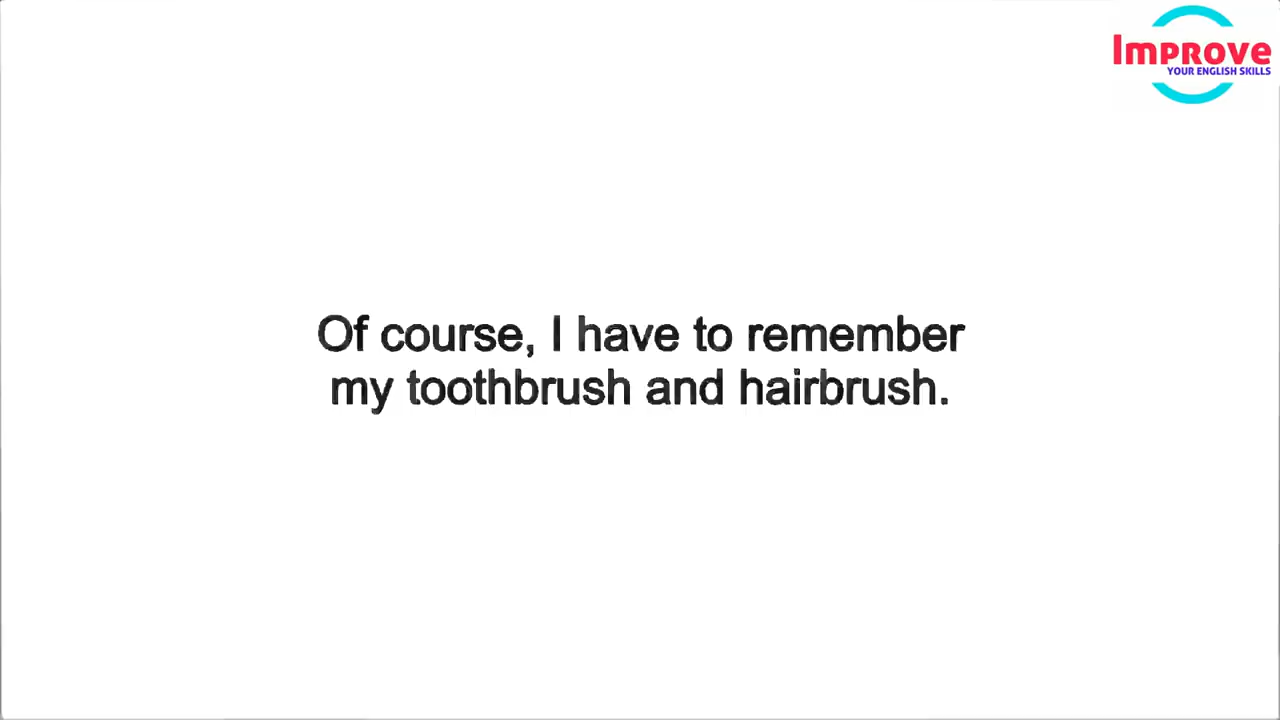 Improve
YOUR ENGLISH SKILLS
Of course, I have to remember
my toothbrush and hairbrush.